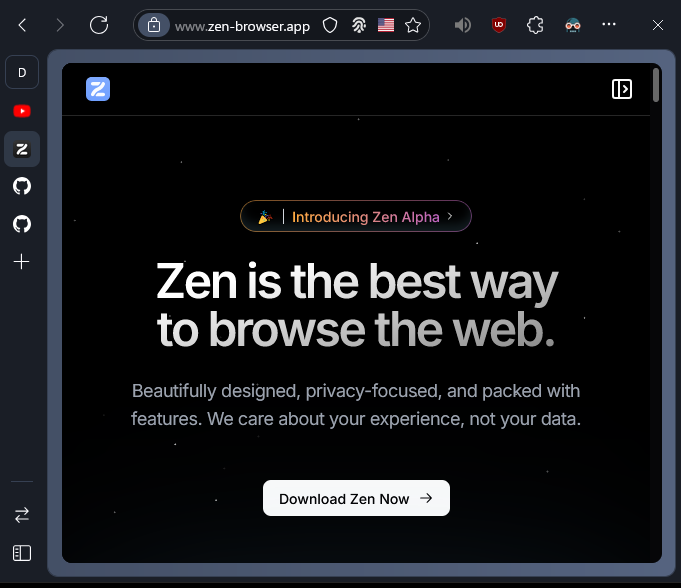 www.zen-browser.app
UD
D
Z
Z
Introducing Zen Alpha
Zen is the best way
to browse the web.
Beautifully designed, privacy-focused, and packed with
features. We care about your experience, not your data.
Download Zen Now